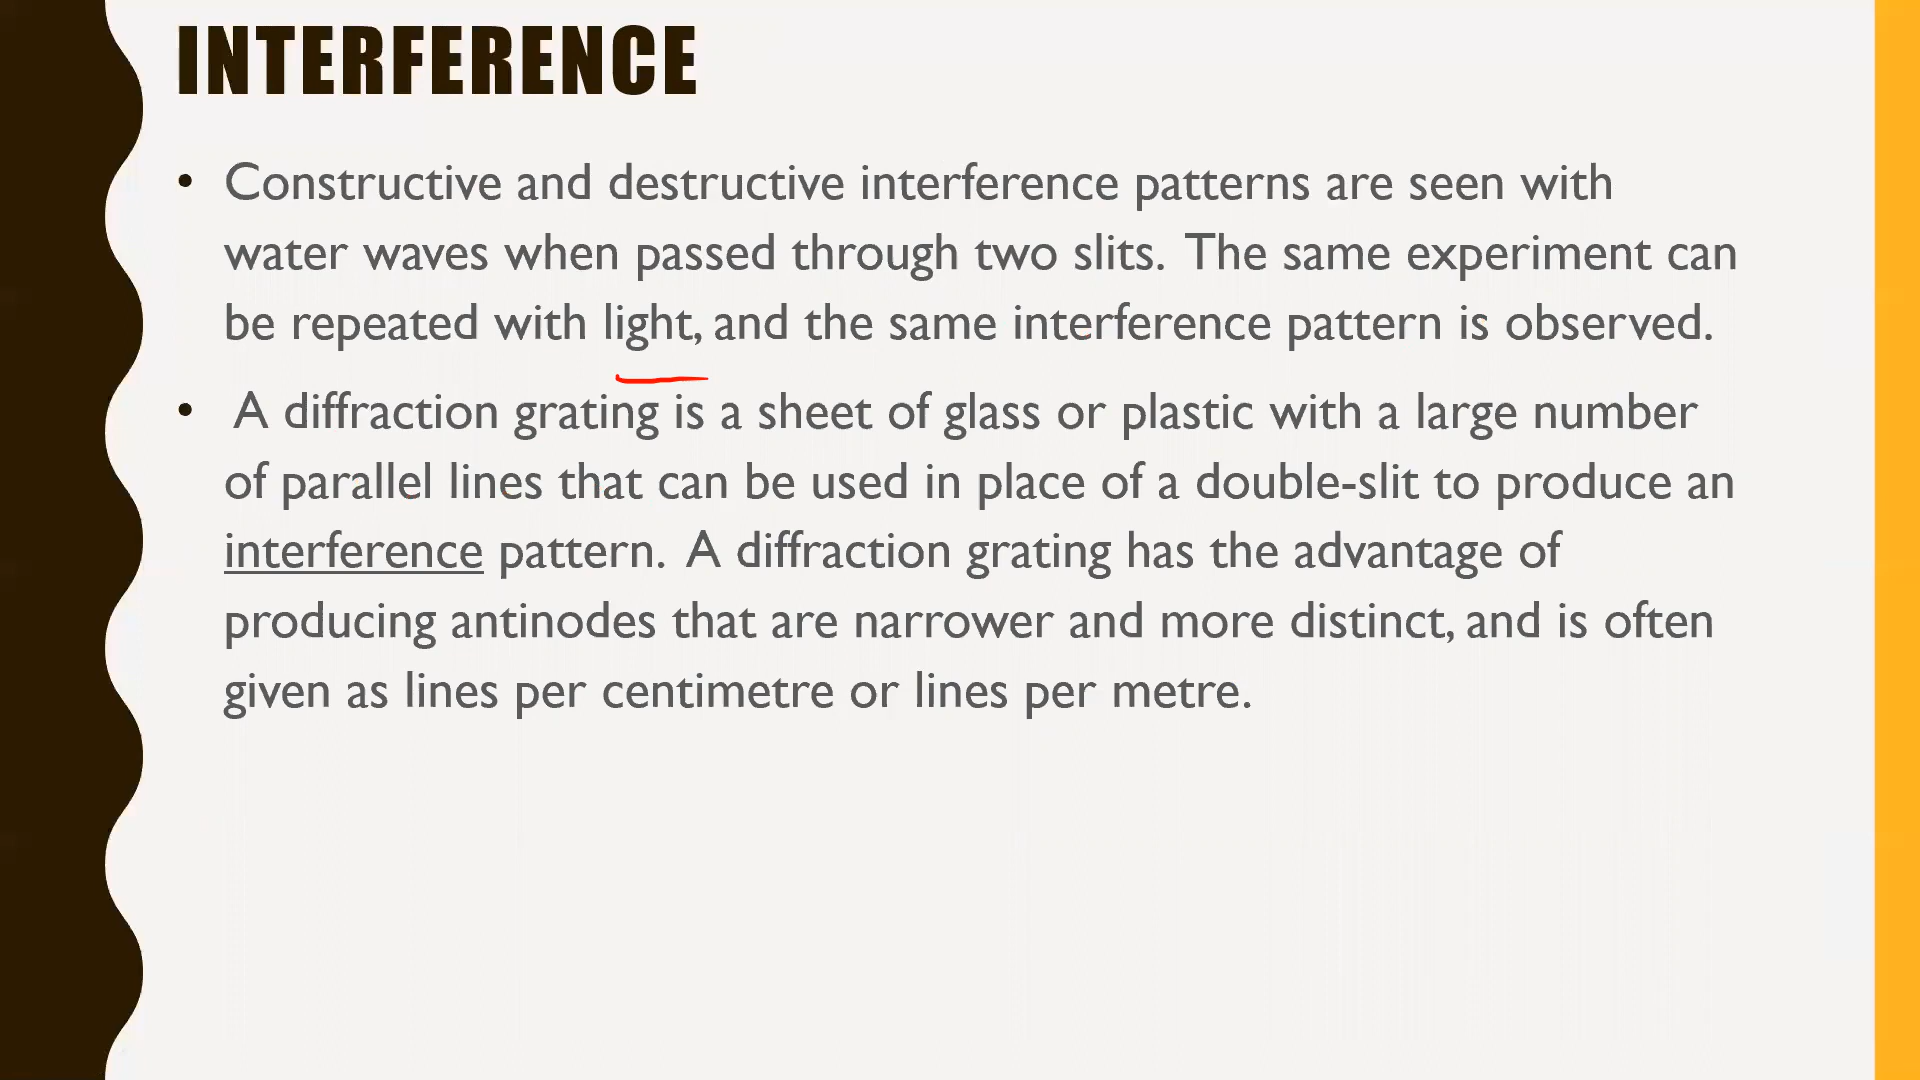 INTERFERENCE
• Constructive and destructive interference patterns are seen with
water waves when passed through two slits. The same experiment can
be repeated with light, and the same interference pattern is observed.
• A diffraction grating is a sheet of glass or plastic with a large number
of parallel lines that can be used in place of a double-slit to produce an
interference pattern. A diffraction grating has the advantage of
producing antinodes that are narrower and more distinct, and is often
given as lines per centimetre or lines per metre.